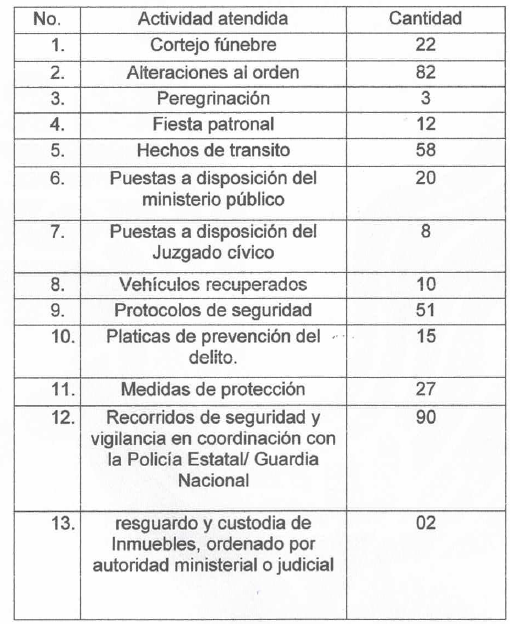 No. Actividad atendida Cantidad
1. Cortejo fúnebre 22
2. Alteraciones al orden 82
3. Peregrinación 3
4. Fiesta patronal 12
5. Hechos de transito 58
6. Puestas a disposición del 20
ministerio público
7. Puestas a disposición del 8
Juzgado cívico
8. Vehículos recuperados 10
9. Protocolos de seguridad 51
10. Platicas de prevención del 15
delito.
11. Medidas de protección 27
12. Recorridos de seguridad y 90
vigilancia en coordinación con
la Policía Estatal/ Guardia
Nacional
13. resguardo y custodia de 02
Inmuebles, ordenado por
autoridad ministerial o judicial